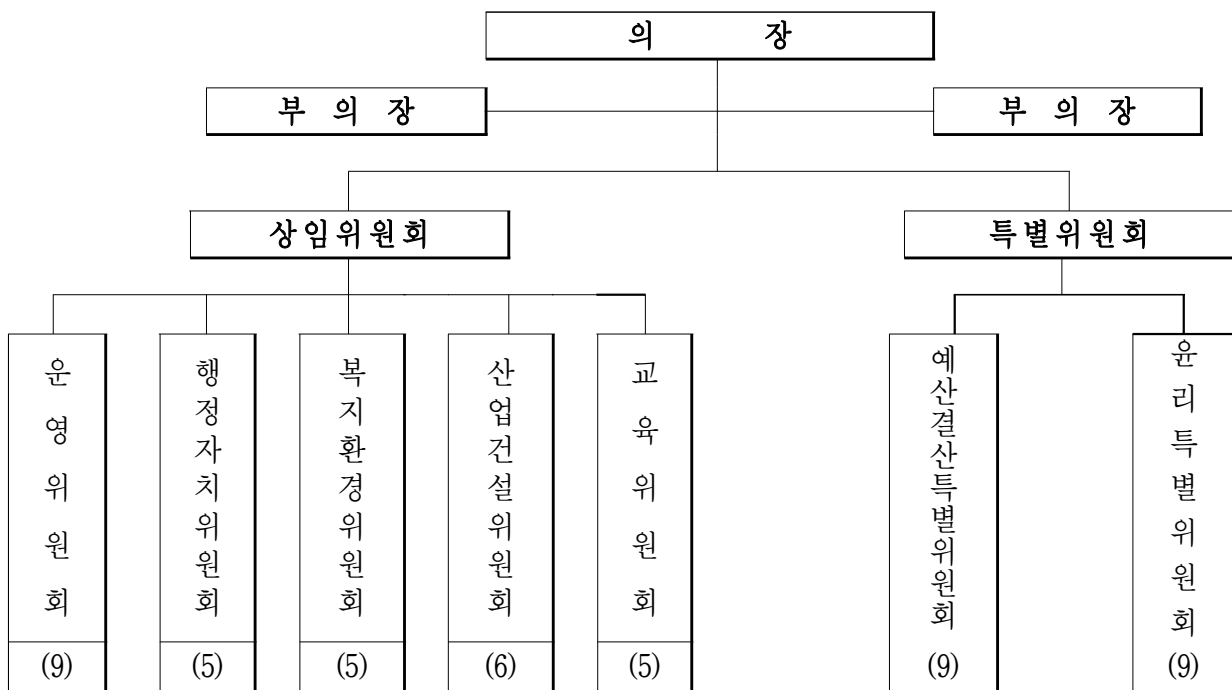 의 장
부 의 장
부 의 장
상임위원회
특별위원회
운영위원회
행정자치위원회
복지환경위원회
산업건설위원회
교육위원회
예산결산특별위원회
윤리특별위원회
(9)
(5)
(5)
(6)
(5)
(9)
(9)